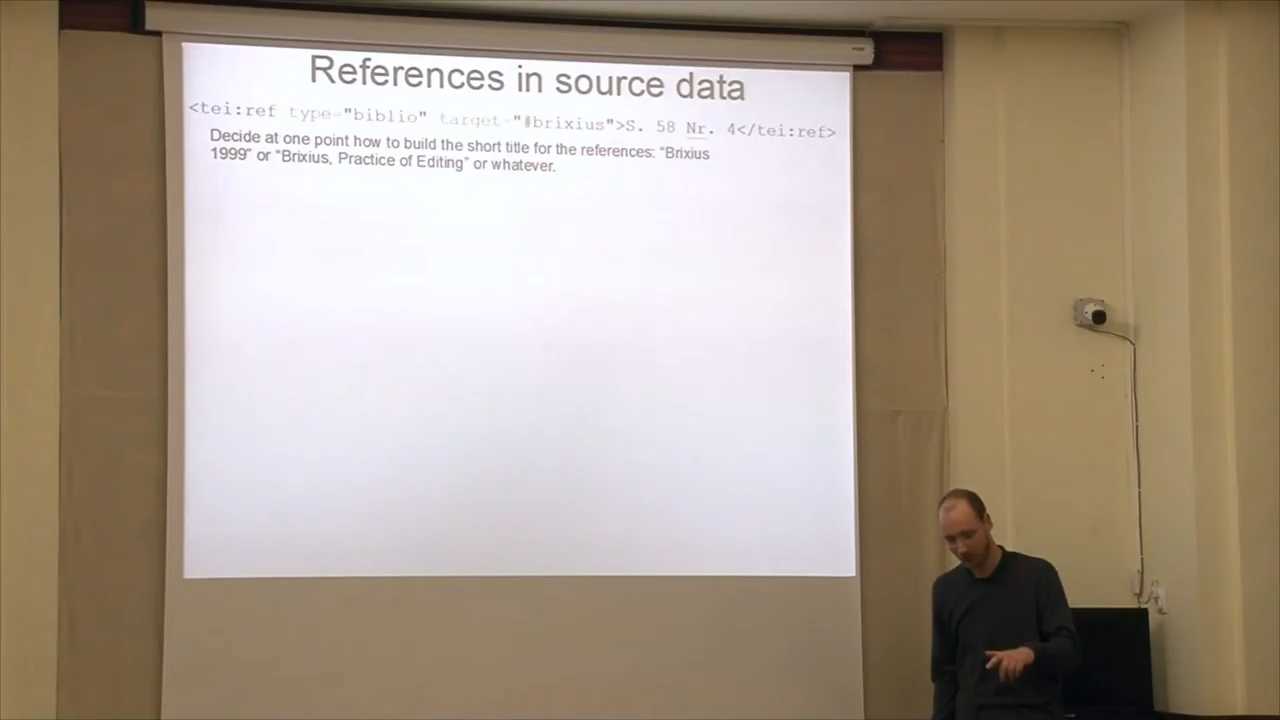 References in source data
<tei:ref type="biblio" target="#brixius">S. 58 Nr. 4</tei:ref>
Decide at one point how to build the short title for the references: “Brixius
1999” or “Brixius, Practice of Editing” or whatever.